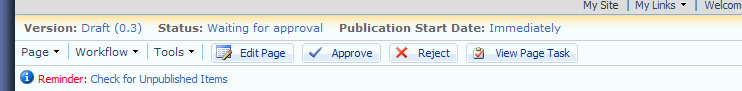 My Site | My Links | Welcom
Version: Draft (0.3) Status: Waiting for approval Publication Start Date: Immediately
Page Workflow Tools Edit Page Approve Reject View Page Task
Reminder: Check for Unpublished Items